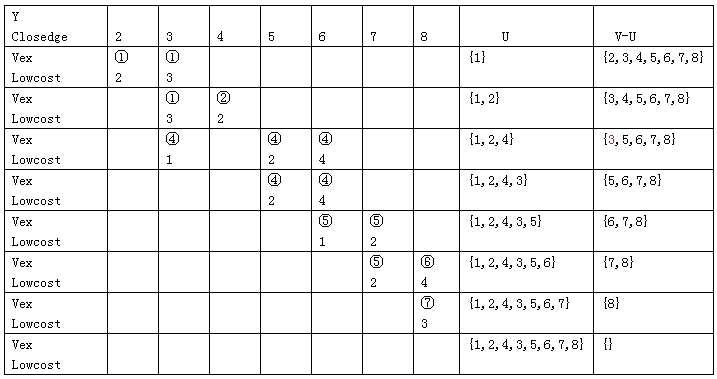 Y
Closedge 2 3 4 5 6 7 8 U V-U
Vex ① ① {1} {2,3,4,5,6,7,8}
Lowcost 2 3
Vex ① ② {1,2} {3,4,5,6,7,8}
Lowcost 3 2
Vex ④ ④ ④ {1,2,4} {3,5,6,7,8}
Lowcost 1 2 4
Vex ④ ④ {1,2,4,3} {5,6,7,8}
Lowcost 2 4
Vex ⑤ ⑤ {1,2,4,3,5} {6,7,8}
Lowcost 1 2
Vex ⑤ ⑥ {1,2,4,3,5,6} {7,8}
Lowcost 2 4
Vex ⑦ {1,2,4,3,5,6,7} {8}
Lowcost 3
Vex {1,2,4,3,5,6,7,8} {}
Lowcost